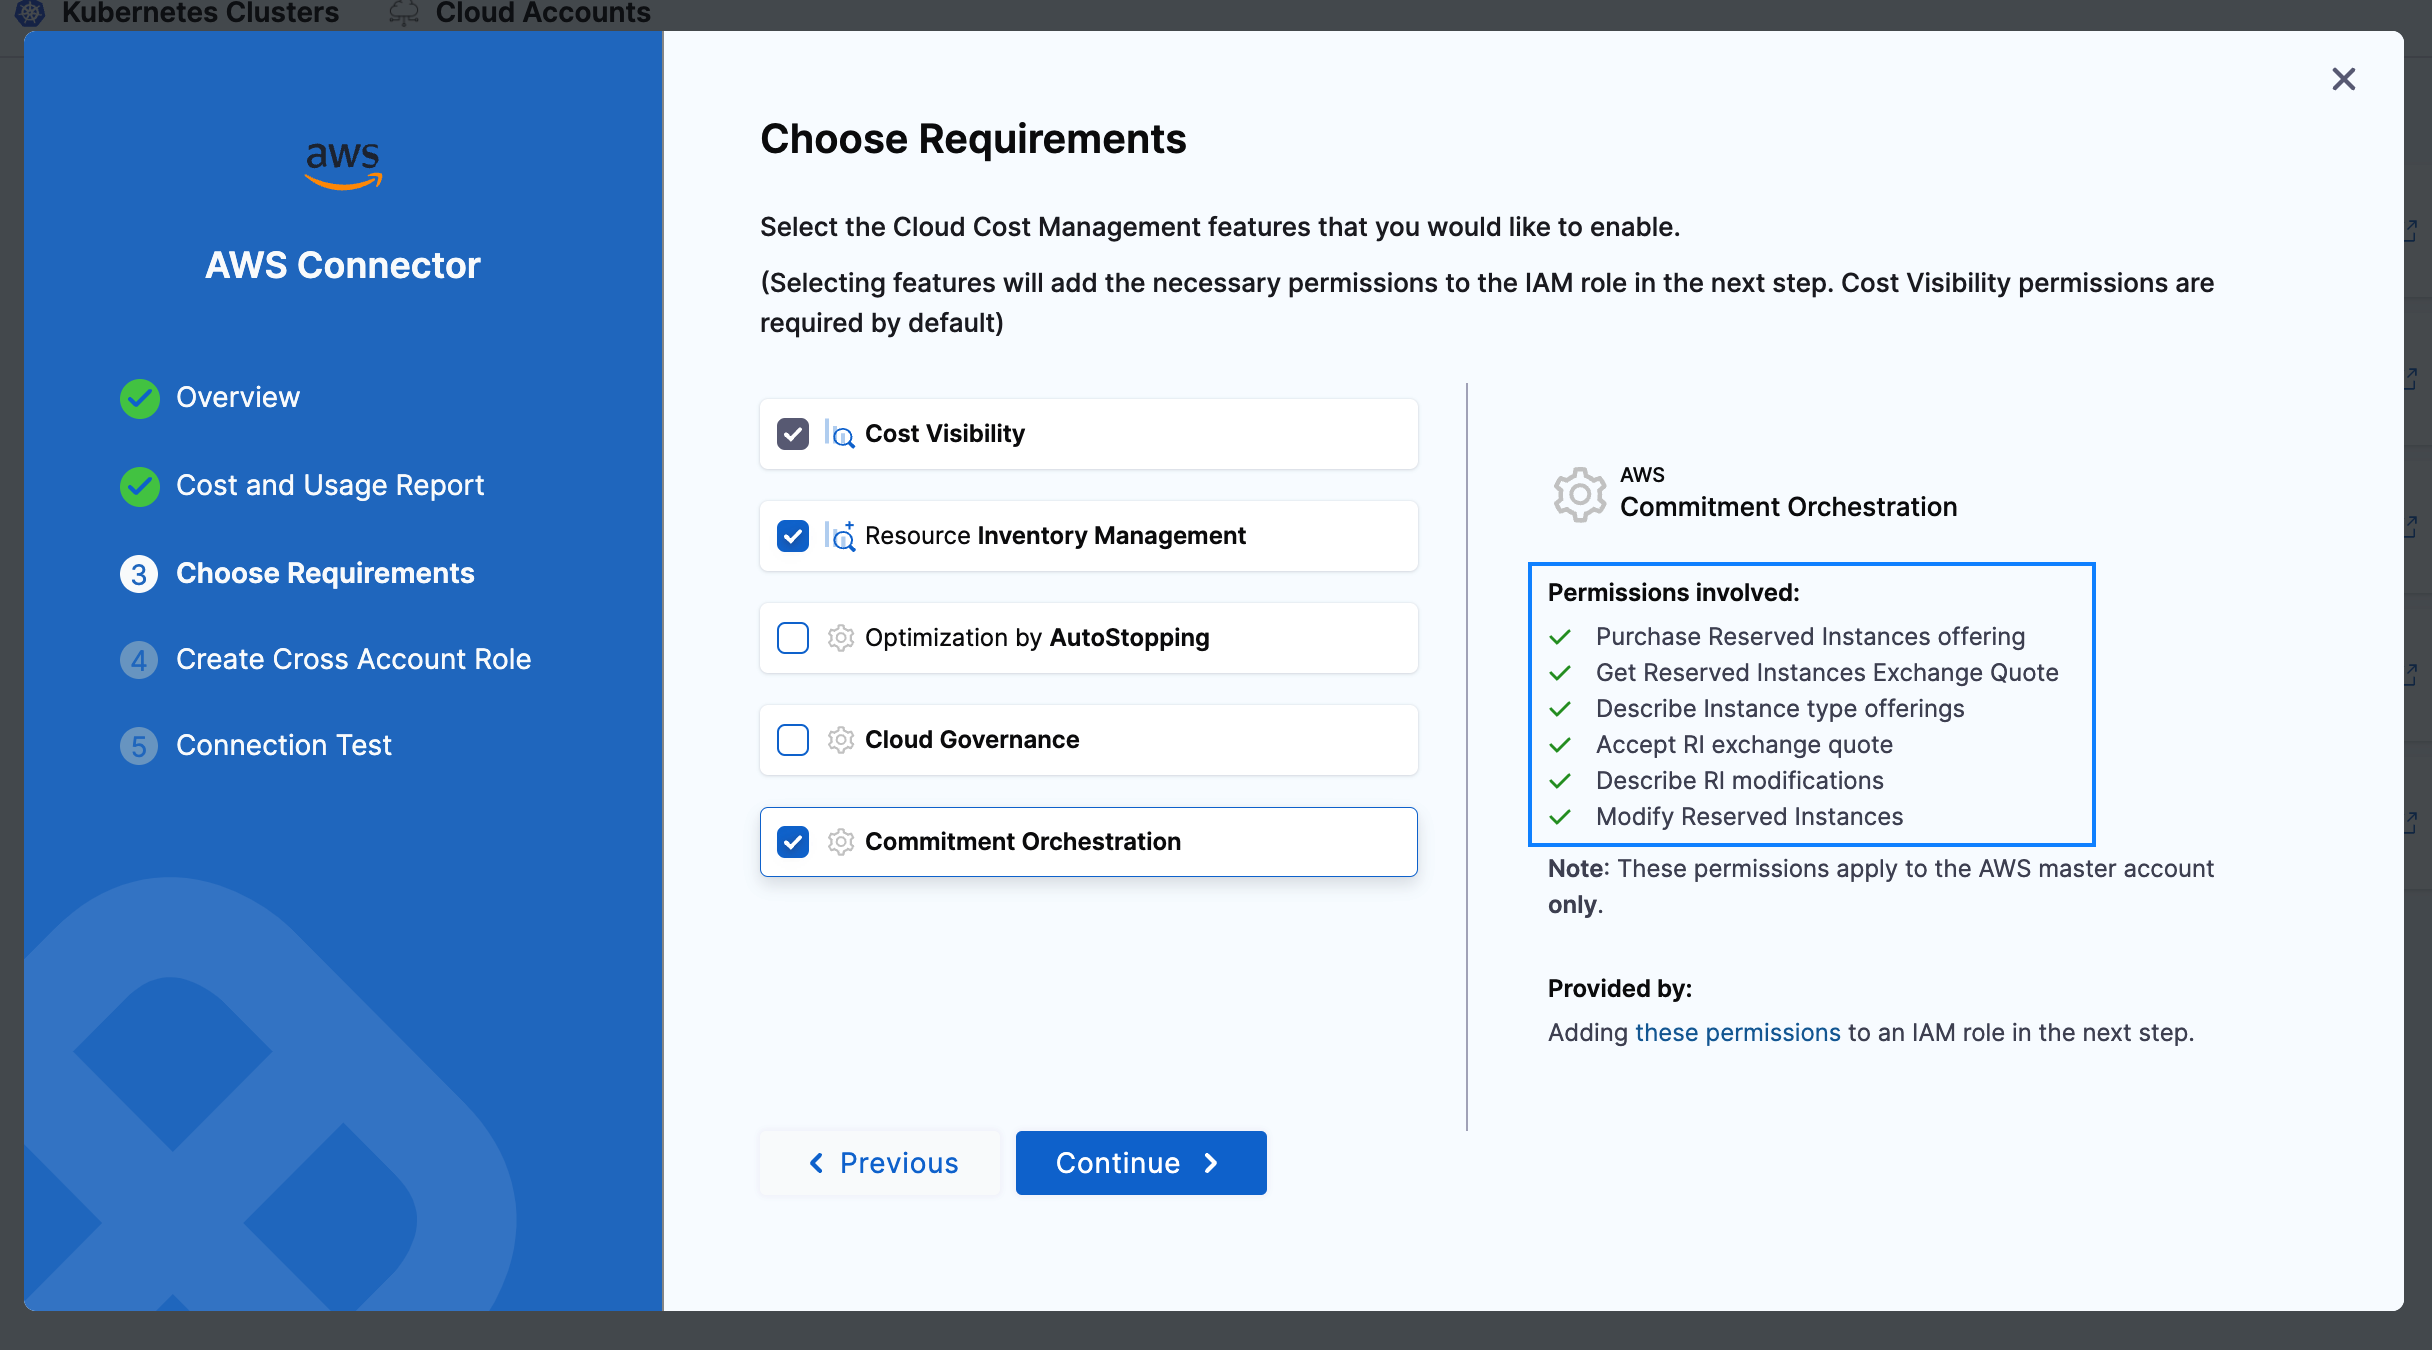 Kubernetes Clusters
Cloud Accounts
aws
AWS Connector
Overview
Cost and Usage Report
3 Choose Requirements
4 Create Cross Account Role
5 Connection Test
Choose Requirements
Select the Cloud Cost Management features that you would like to enable.
(Selecting features will add the necessary permissions to the IAM role in the next step. Cost Visibility permissions are
required by default)
Cost Visibility
Resource Inventory Management
Optimization by AutoStopping
Cloud Governance
Commitment Orchestration
Previous
Continue
AWS
Commitment Orchestration
Permissions involved:
Purchase Reserved Instances offering
Get Reserved Instances Exchange Quote
Describe Instance type offerings
Accept RI exchange quote
Describe RI modifications
Modify Reserved Instances
Note: These permissions apply to the AWS master account
only.
Provided by:
Adding these permissions to an IAM role in the next step.